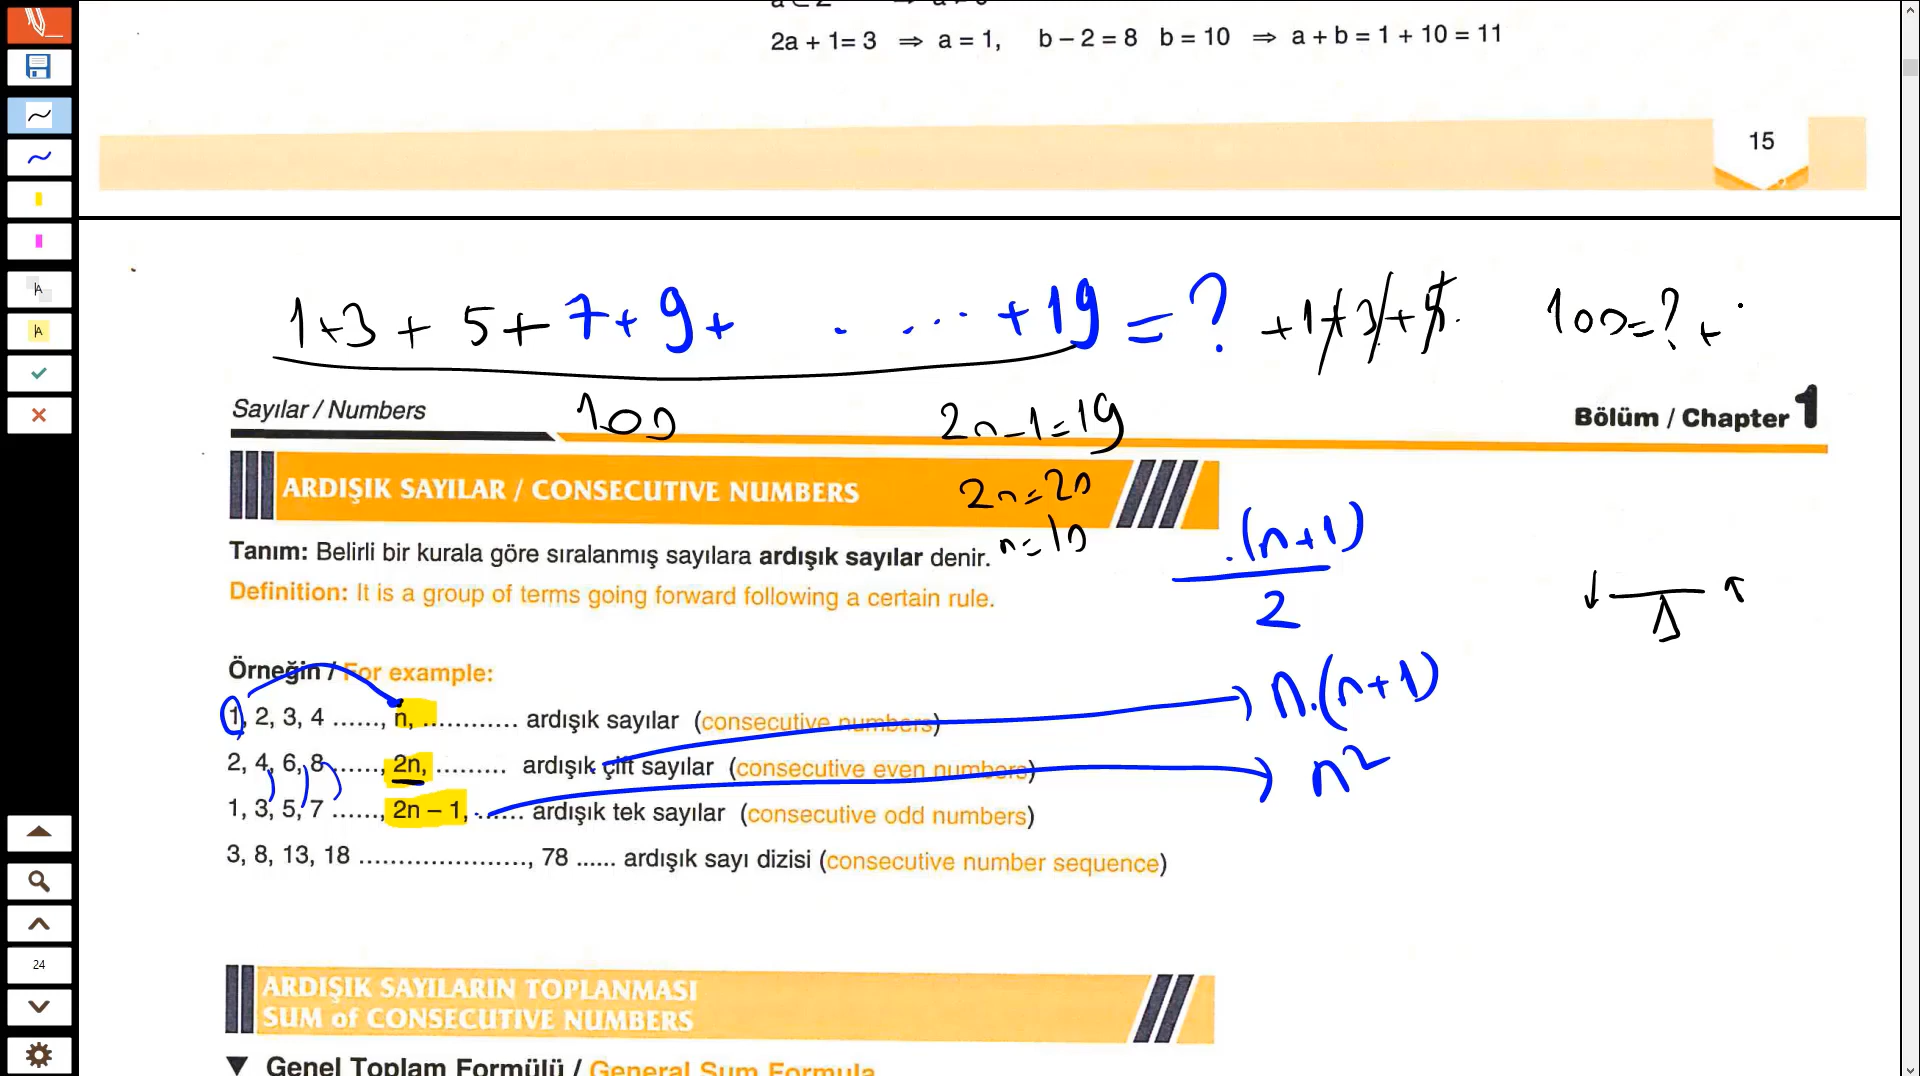 2a + 1= 3 ⇒ a = 1, b – 2 = 8 b = 10 ⇒ a + b = 1 + 10 = 11
15
1+3 + 5 + 7 + 9 + . . ... + 19 = ? + 1 + 3 + 5. 100 = ? +
Sayılar / Numbers
100
2n-1=19
Bölüm / Chapter 1
ARDIŞIK SAYILAR / CONSECUTIVE NUMBERS
2n=20
n=10
Tanım: Belirli bir kurala göre sıralanmış sayılara ardışık sayılar denir.
.(n+1)
2
Definition: It is a group of terms going forward following a certain rule.
Örneğin / For example:
1, 2, 3, 4 ......, n, ............ ardışık sayılar (consecutive numbers)
n.(n+1)
2, 4, 6, 8 ......, 2n, ......... ardışık çift sayılar (consecutive even numbers)
n²
1, 3, 5, 7 ......, 2n – 1, ...... ardışık tek sayılar (consecutive odd numbers)
3, 8, 13, 18 ....................., 78 ...... ardışık sayı dizisi (consecutive number sequence)
ARDIŞIK SAYILARIN TOPLANMASI
SUM of CONSECUTIVE NUMBERS
▼ Genel Toplam Formülü / General Sum Formula
24